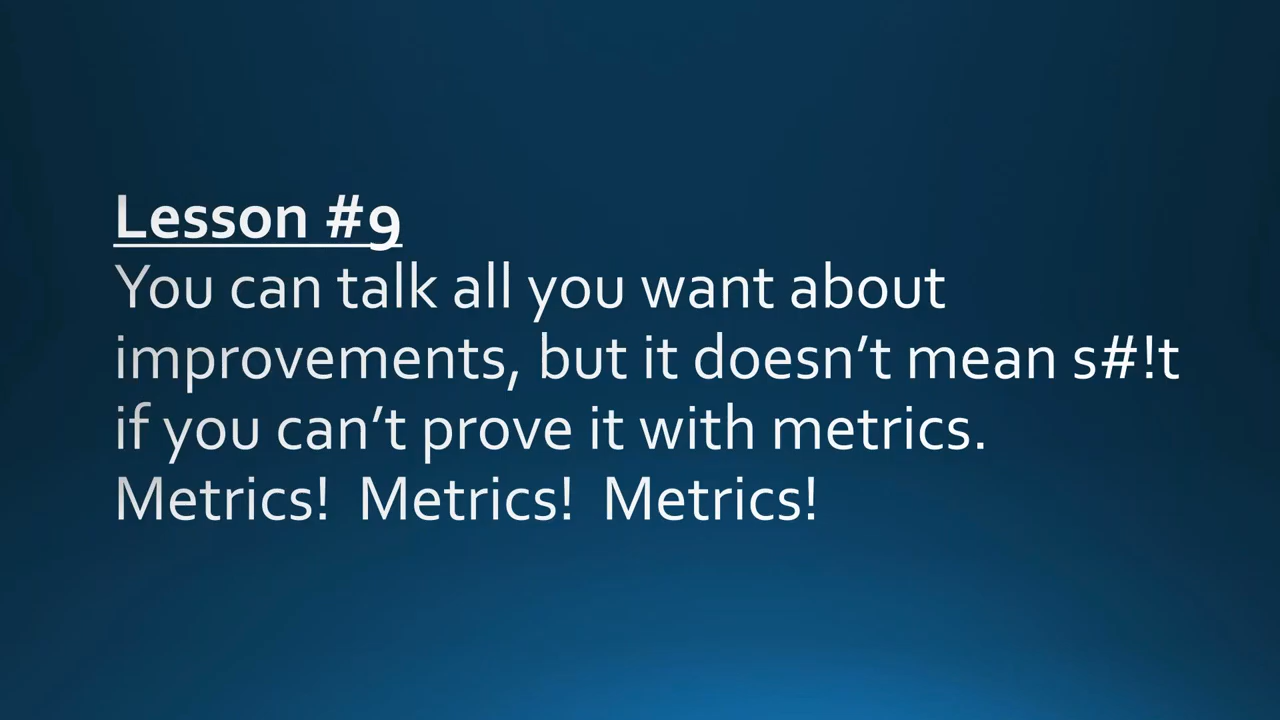 Lesson #9
You can talk all you want about
improvements, but it doesn’t mean s#!t
if you can’t prove it with metrics.
Metrics!  Metrics!  Metrics!